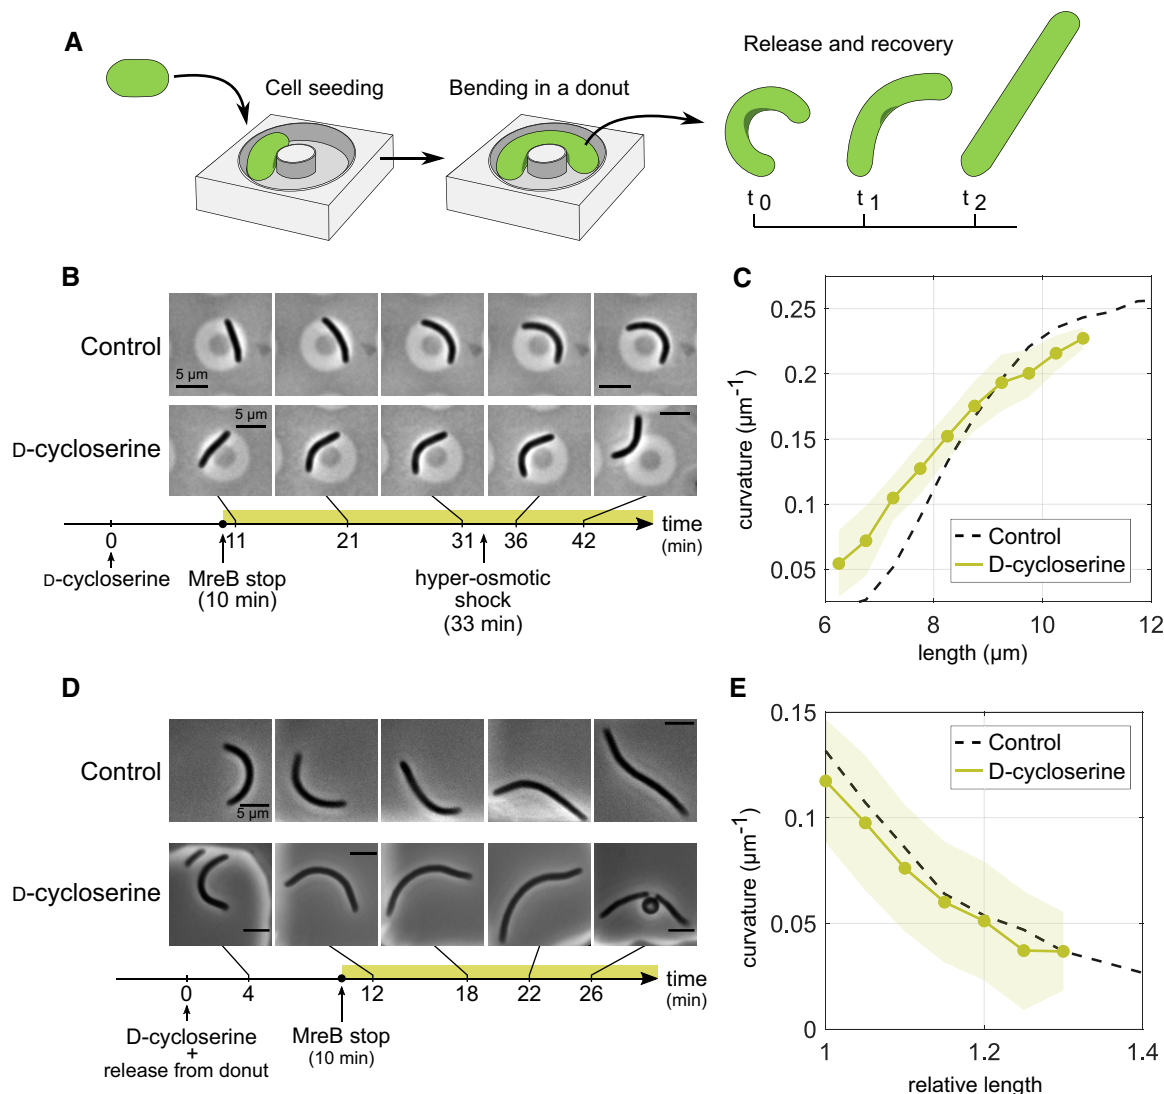 A
Cell seeding
Bending in a donut
Release and recovery
t0
t1
t2
B
Control
5 µm
D-cycloserine
5 µm
11
21
31
36
42
time
(min)
0
D-cycloserine
MreB stop
(10 min)
hyper-osmotic
shock
(33 min)
C
0.25
0.2
0.15
0.1
0.05
curvature (µm-1)
Control
D-cycloserine
6
8
10
12
length (µm)
D
Control
5 µm
D-cycloserine
0
4
12
18
22
26
time
(min)
D-cycloserine
+
release from donut
MreB stop
(10 min)
E
0.15
0.1
0.05
0
curvature (µm-1)
Control
D-cycloserine
1
1.2
1.4
relative length